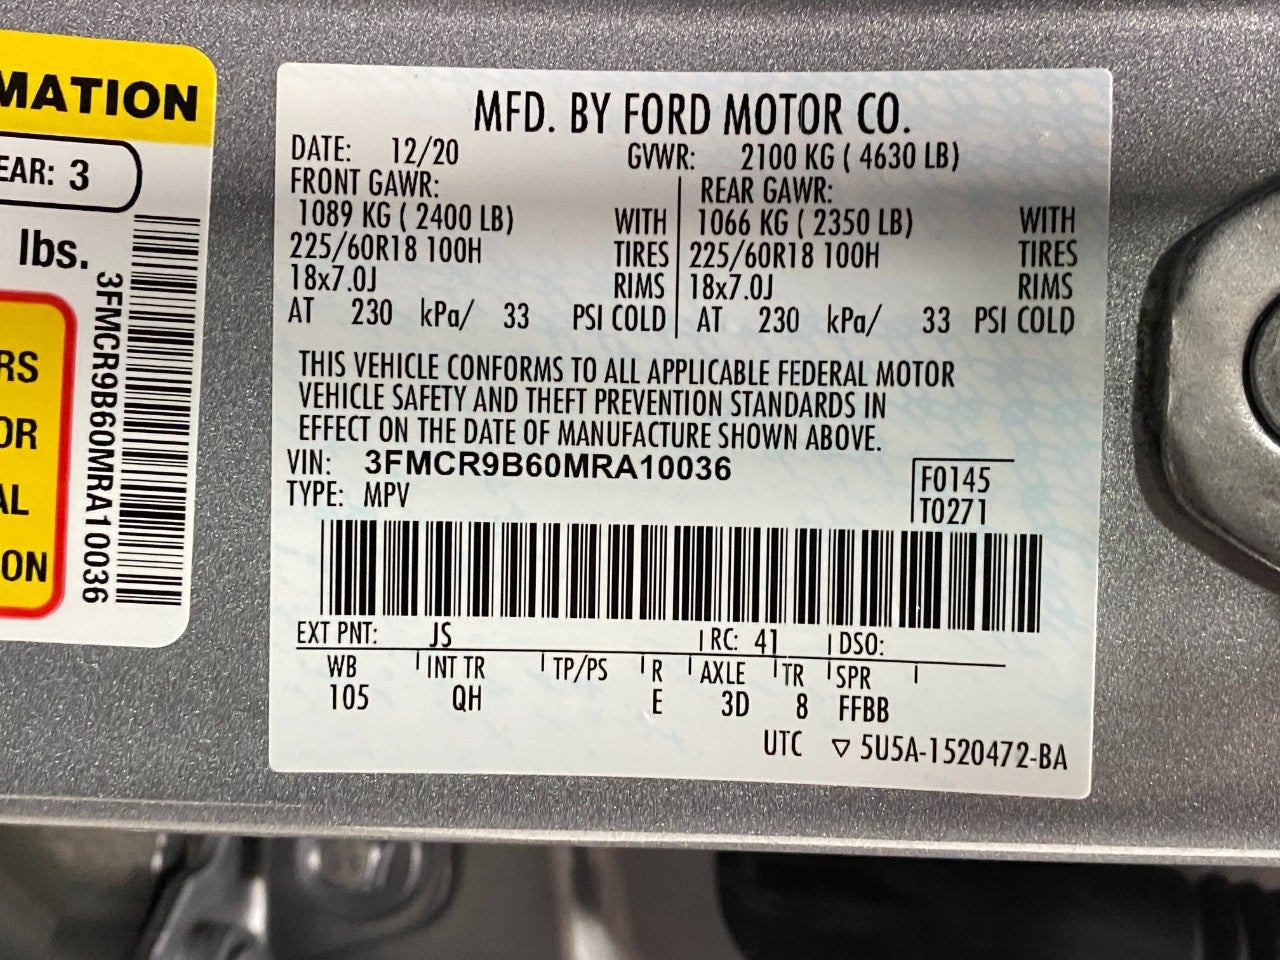 MATION
EAR: 3
lbs.
RS
OR
AL
ON
3FMCR9B60MRA10036
MFD. BY FORD MOTOR CO.
DATE: 12/20 GVWR: 2100 KG ( 4630 LB)
FRONT GAWR: REAR GAWR:
1089 KG ( 2400 LB) WITH 1066 KG ( 2350 LB) WITH
225/60R18 100H TIRES 225/60R18 100H TIRES
18x7.0J RIMS 18x7.0J RIMS
AT 230 kPa/ 33 PSI COLD AT 230 kPa/ 33 PSI COLD
THIS VEHICLE CONFORMS TO ALL APPLICABLE FEDERAL MOTOR
VEHICLE SAFETY AND THEFT PREVENTION STANDARDS IN
EFFECT ON THE DATE OF MANUFACTURE SHOWN ABOVE.
VIN: 3FMCR9B60MRA10036 F0145
TYPE: MPV T0271
EXT PNT: JS RC: 41 DSO:
WB INT TR TP/PS R AXLE TR SPR
105 QH E 3D 8 FFBB
UTC ▽ 5U5A-1520472-BA